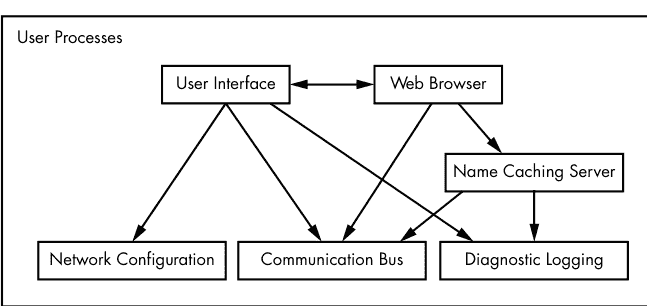 User Processes
User Interface
Web Browser
Name Caching Server
Network Configuration
Communication Bus
Diagnostic Logging